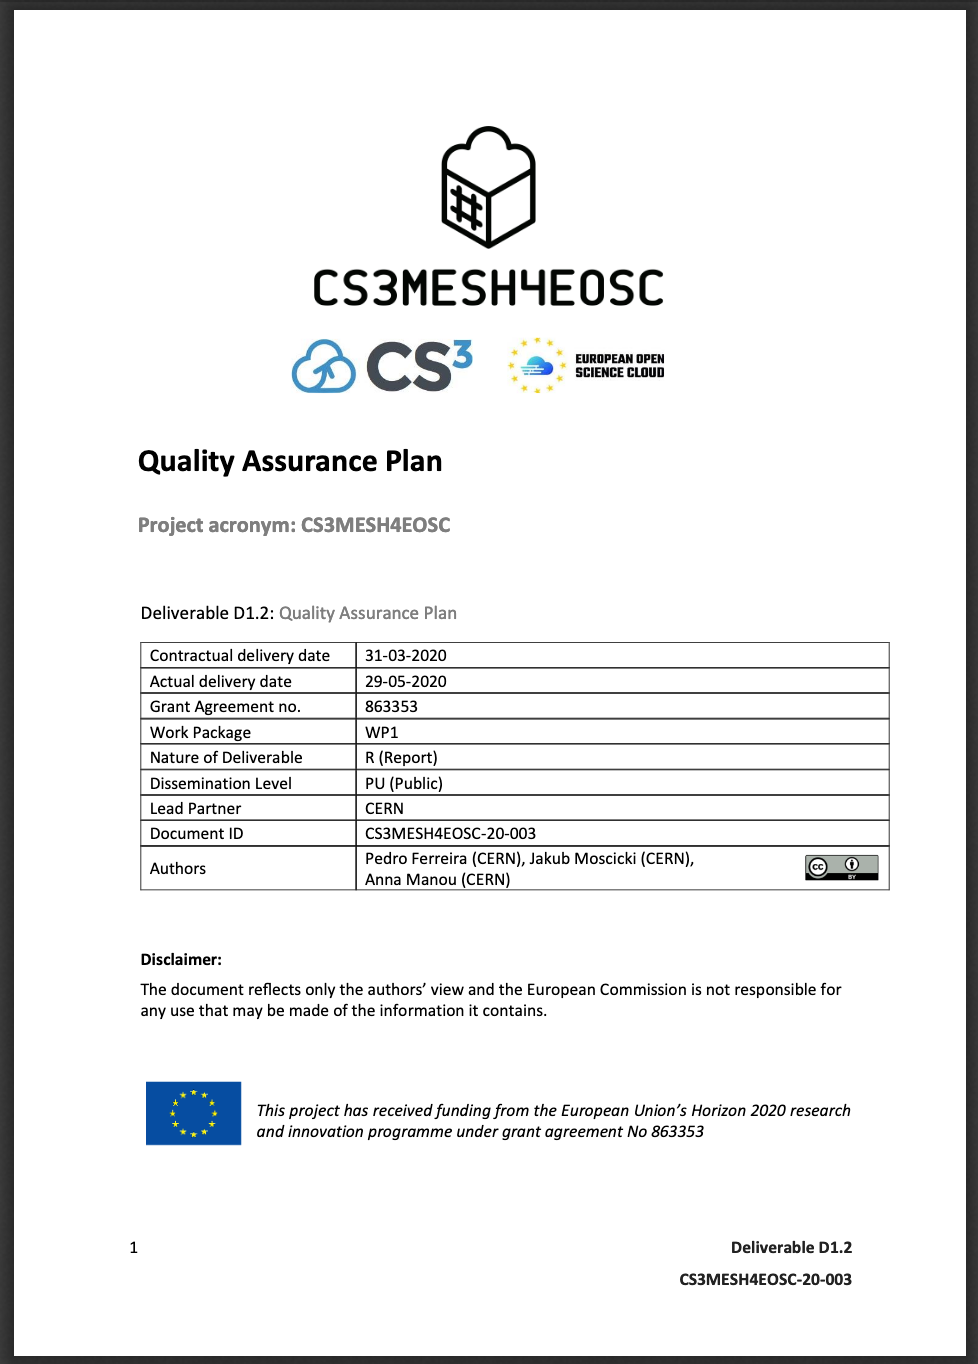 CS3MESH4EOSC
CS3
EUROPEAN OPEN
SCIENCE CLOUD
Quality Assurance Plan
Project acronym: CS3MESH4EOSC
Deliverable D1.2: Quality Assurance Plan
Contractual delivery date 31-03-2020
Actual delivery date 29-05-2020
Grant Agreement no. 863353
Work Package WP1
Nature of Deliverable R (Report)
Dissemination Level PU (Public)
Lead Partner CERN
Document ID CS3MESH4EOSC-20-003
Authors Pedro Ferreira (CERN), Jakub Moscicki (CERN),
Anna Manou (CERN)
cc BY
Disclaimer:
The document reflects only the authors’ view and the European Commission is not responsible for
any use that may be made of the information it contains.
This project has received funding from the European Union’s Horizon 2020 research
and innovation programme under grant agreement No 863353
1 Deliverable D1.2
CS3MESH4EOSC-20-003